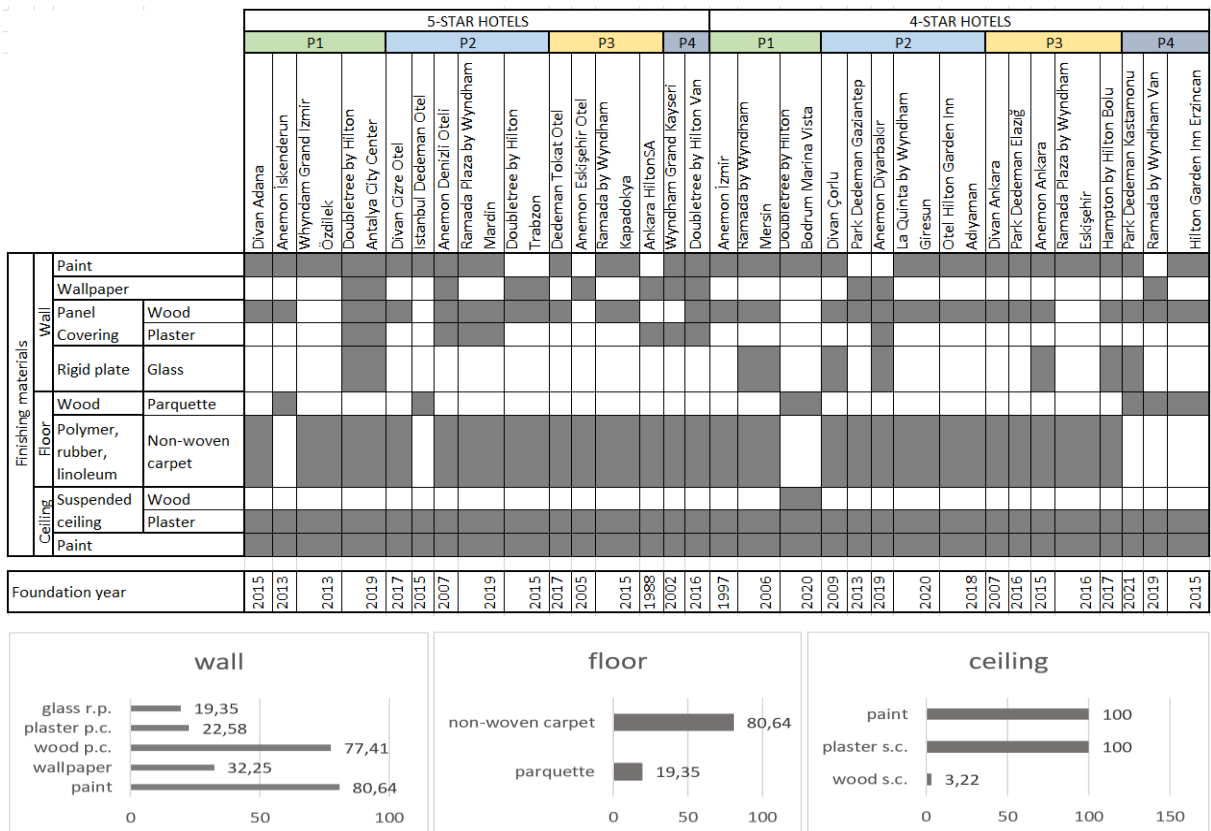 5-STAR HOTELS
4-STAR HOTELS
P1
P2
P3
P4
P1
P2
P3
P4
Divan Adana
Anemon İskenderun
Whyndam Grand Izmir
Özdilek
Doubletree by Hilton
Antalya City Center
Divan Cizre Otel
İstanbul Dedeman Otel
Anemon Denizli Oteli
Ramada Plaza by Wyndham
Mardin
Doubletree by Hilton
Trabzon
Dedeman Tokat Otel
Anemon Eskişehir Otel
Ramada by Wyndham
Kapadokya
Ankara HiltonSA
Wyndham Grand Kayseri
Doubletree by Hilton Van
Anemon İzmir
Ramada by Wyndham
Mersin
Doubletree by Hilton
Bodrum Marina Vista
Divan Çorlu
Park Dedeman Gaziantep
Anemon Diyarbakır
La Quinta by Wyndham
Giresun
Otel Hilton Garden Inn
Adıyaman
Divan Ankara
Park Dedeman Elazığ
Anemon Ankara
Ramada Plaza by Wyndham
Eskişehir
Hampton by Hilton Bolu
Park Dedeman Kastamonu
Ramada by Wyndham Van
Hilton Garden Inn Erzincan
Finishing materials
Wall
Paint
Wallpaper
Panel
Covering
Wood
Plaster
Rigid plate
Glass
Floor
Wood
Parquette
Polymer,
rubber,
linoleum
Non-woven
carpet
Ceiling
Suspended
ceiling
Wood
Plaster
Paint
Foundation year
2015
2013
2013
2019
2017
2015
2007
2019
2015
2017
2005
2015
1988
2002
2016
1997
2006
2020
2009
2013
2019
2020
2018
2007
2016
2015
2016
2017
2021
2019
2015
wall
glass r.p.
19,35
plaster p.c.
22,58
wood p.c.
77,41
wallpaper
32,25
paint
80,64
0
50
100
floor
non-woven carpet
80,64
parquette
19,35
0
50
100
ceiling
paint
100
plaster s.c.
100
wood s.c.
3,22
0
50
100
150